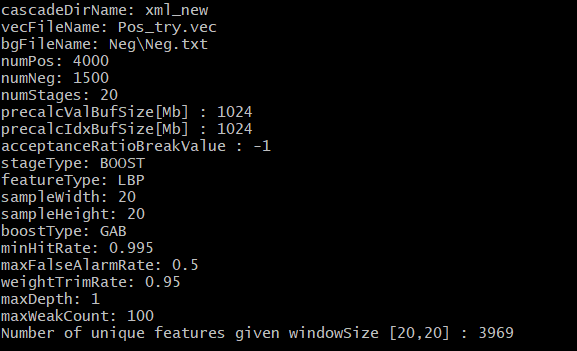 cascadeDirName: xml_new
vecFileName: Pos_try.vec
bgFileName: Neg\Neg.txt
numPos: 4000
numNeg: 1500
numStages: 20
precalcValBufSize[Mb] : 1024
precalcIdxBufSize[Mb] : 1024
acceptanceRatioBreakValue : -1
stageType: BOOST
featureType: LBP
sampleWidth: 20
sampleHeight: 20
boostType: GAB
minHitRate: 0.995
maxFalseAlarmRate: 0.5
weightTrimRate: 0.95
maxDepth: 1
maxWeakCount: 100
Number of unique features given windowSize [20,20] : 3969